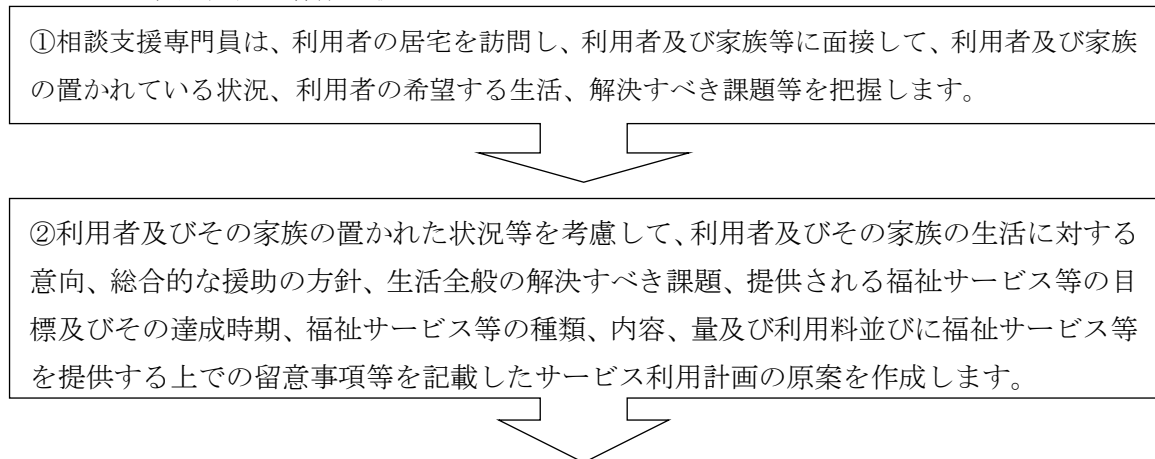 ①相談支援専門員は、利用者の居宅を訪問し、利用者及び家族等に面接して、利用者及び家族
の置かれている状況、利用者の希望する生活、解決すべき課題等を把握します。
②利用者及びその家族の置かれた状況等を考慮して、利用者及びその家族の生活に対する
意向、総合的な援助の方針、生活全般の解決すべき課題、提供される福祉サービス等の目
標及びその達成時期、福祉サービス等の種類、内容、量及び利用料並びに福祉サービス等
を提供する上での留意事項等を記載したサービス利用計画の原案を作成します。